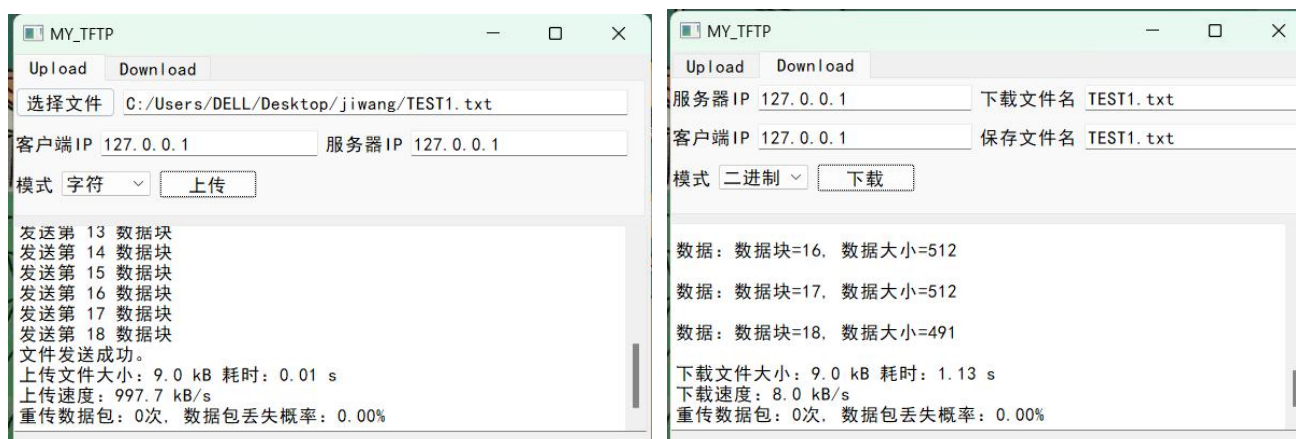 MY_TFTP
Upload Download
选择文件 C:/Users/DELL/Desktop/jiwang/TEST1.txt
客户端IP 127.0.0.1 服务器IP 127.0.0.1
模式 字符 上传
发送第 13 数据块
发送第 14 数据块
发送第 15 数据块
发送第 16 数据块
发送第 17 数据块
发送第 18 数据块
文件发送成功。
上传文件大小：9.0 kB 耗时：0.01 s
上传速度：997.7 kB/s
重传数据包：0次，数据包丢失概率：0.00%
MY_TFTP
Upload Download
服务器IP 127.0.0.1 下载文件名 TEST1.txt
客户端IP 127.0.0.1 保存文件名 TEST1.txt
模式 二进制 下载
数据：数据块=16，数据大小=512
数据：数据块=17，数据大小=512
数据：数据块=18，数据大小=491
下载文件大小：9.0 kB 耗时：1.13 s
下载速度：8.0 kB/s
重传数据包：0次，数据包丢失概率：0.00%